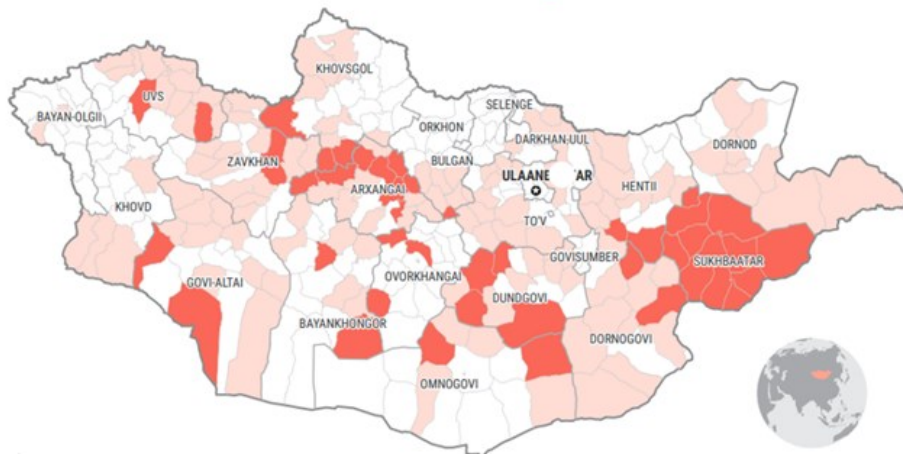 KHOVSGOL
UVS
SELENGE
BAYAN-OLGII
ORKHON
DARKHAN-UUL
DORNOD
ZAVKHAN
BULGAN
ARXANGAI
HENTII
KHOVD
TO'V
GOVISUMBER
SUKHBAATAR
GOVI-ALTAI
OVORKHANGAI
DUNDGOVI
BAYANKHONGOR
DORNOGOVI
OMNOGOVI